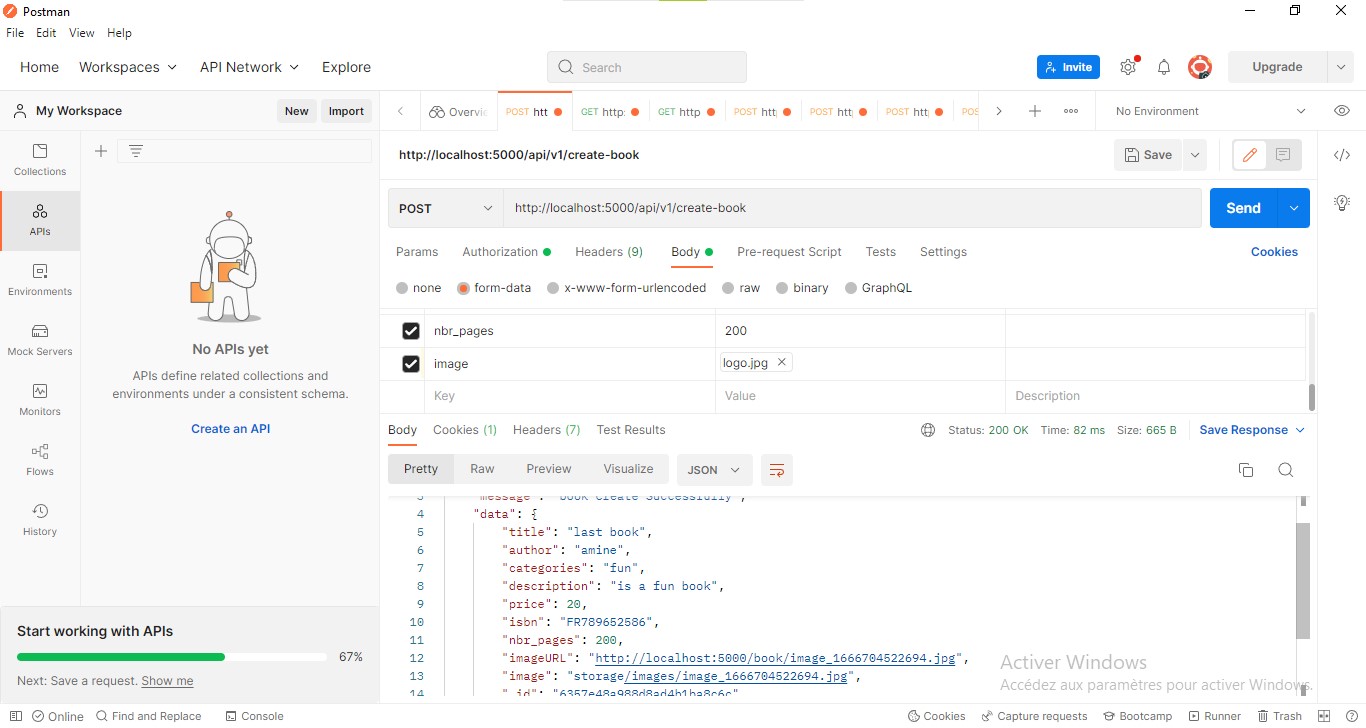 Postman
File Edit View Help
Home Workspaces API Network Explore Search Invite Upgrade
My Workspace New Import Overvi POST htt GET http: GET http POST htt POST htt POST htt POS No Environment
Collections
APIs
Environments
Mock Servers
Monitors
Flows
History
No APIs yet
APIs define related collections and
environments under a consistent schema.
Create an API
Start working with APIs
67%
Next: Save a request. Show me
http://localhost:5000/api/v1/create-book Save
POST http://localhost:5000/api/v1/create-book Send
Params Authorization Headers (9) Body Pre-request Script Tests Settings Cookies
none form-data x-www-form-urlencoded raw binary GraphQL
nbr_pages 200
image logo.jpg
Key Value Description
Body Cookies (1) Headers (7) Test Results Status: 200 OK Time: 82 ms Size: 665 B Save Response
Pretty Raw Preview Visualize JSON
3 "message": "book create Successfully",
4 "data": {
5 "title": "last book",
6 "author": "amine",
7 "categories": "fun",
8 "description": "is a fun book",
9 "price": 20,
10 "isbn": "FR789652586",
11 "nbr_pages": 200,
12 "imageURL": "http://localhost:5000/book/image_1666704522694.jpg",
13 "image": "storage/images/image_1666704522694.jpg",
14 "_id":
Activer Windows
Accédez aux paramètres pour activer Windows.
Online Find and Replace Console Cookies Capture requests Bootcamp Runner Trash